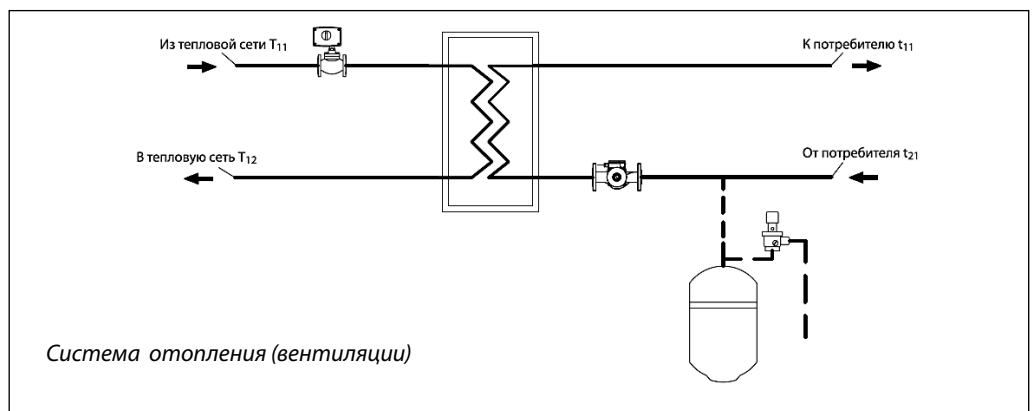 Из тепловой сети T₁₁
К потребителю t₁₁
В тепловую сеть T₁₂
От потребителя t₂₁
Система отопления (вентиляции)